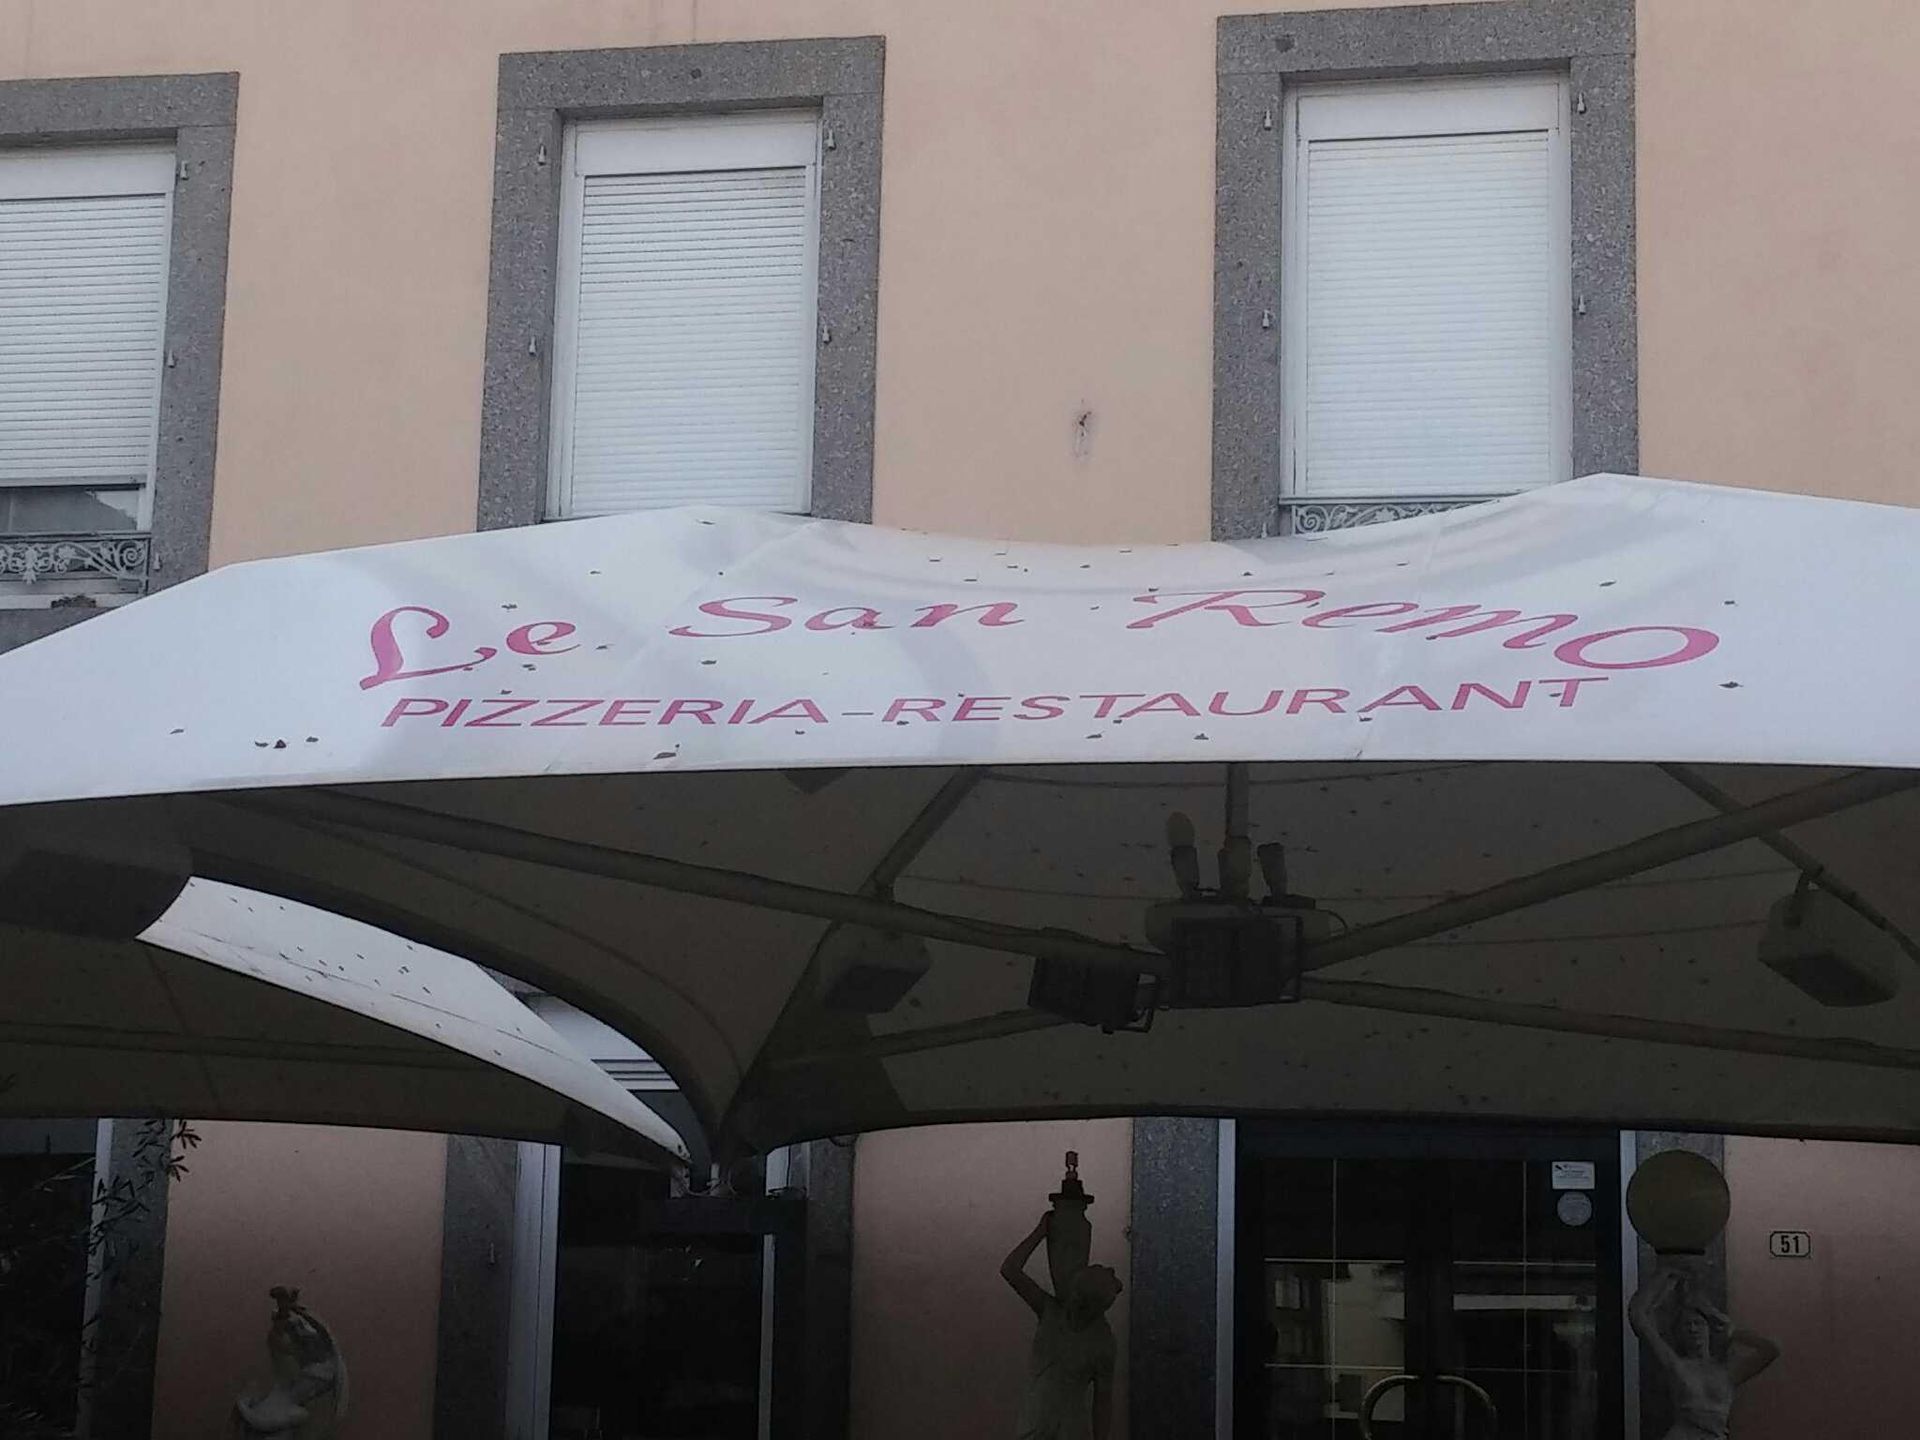 Le San Remo
PIZZERIA-RESTAURANT
51